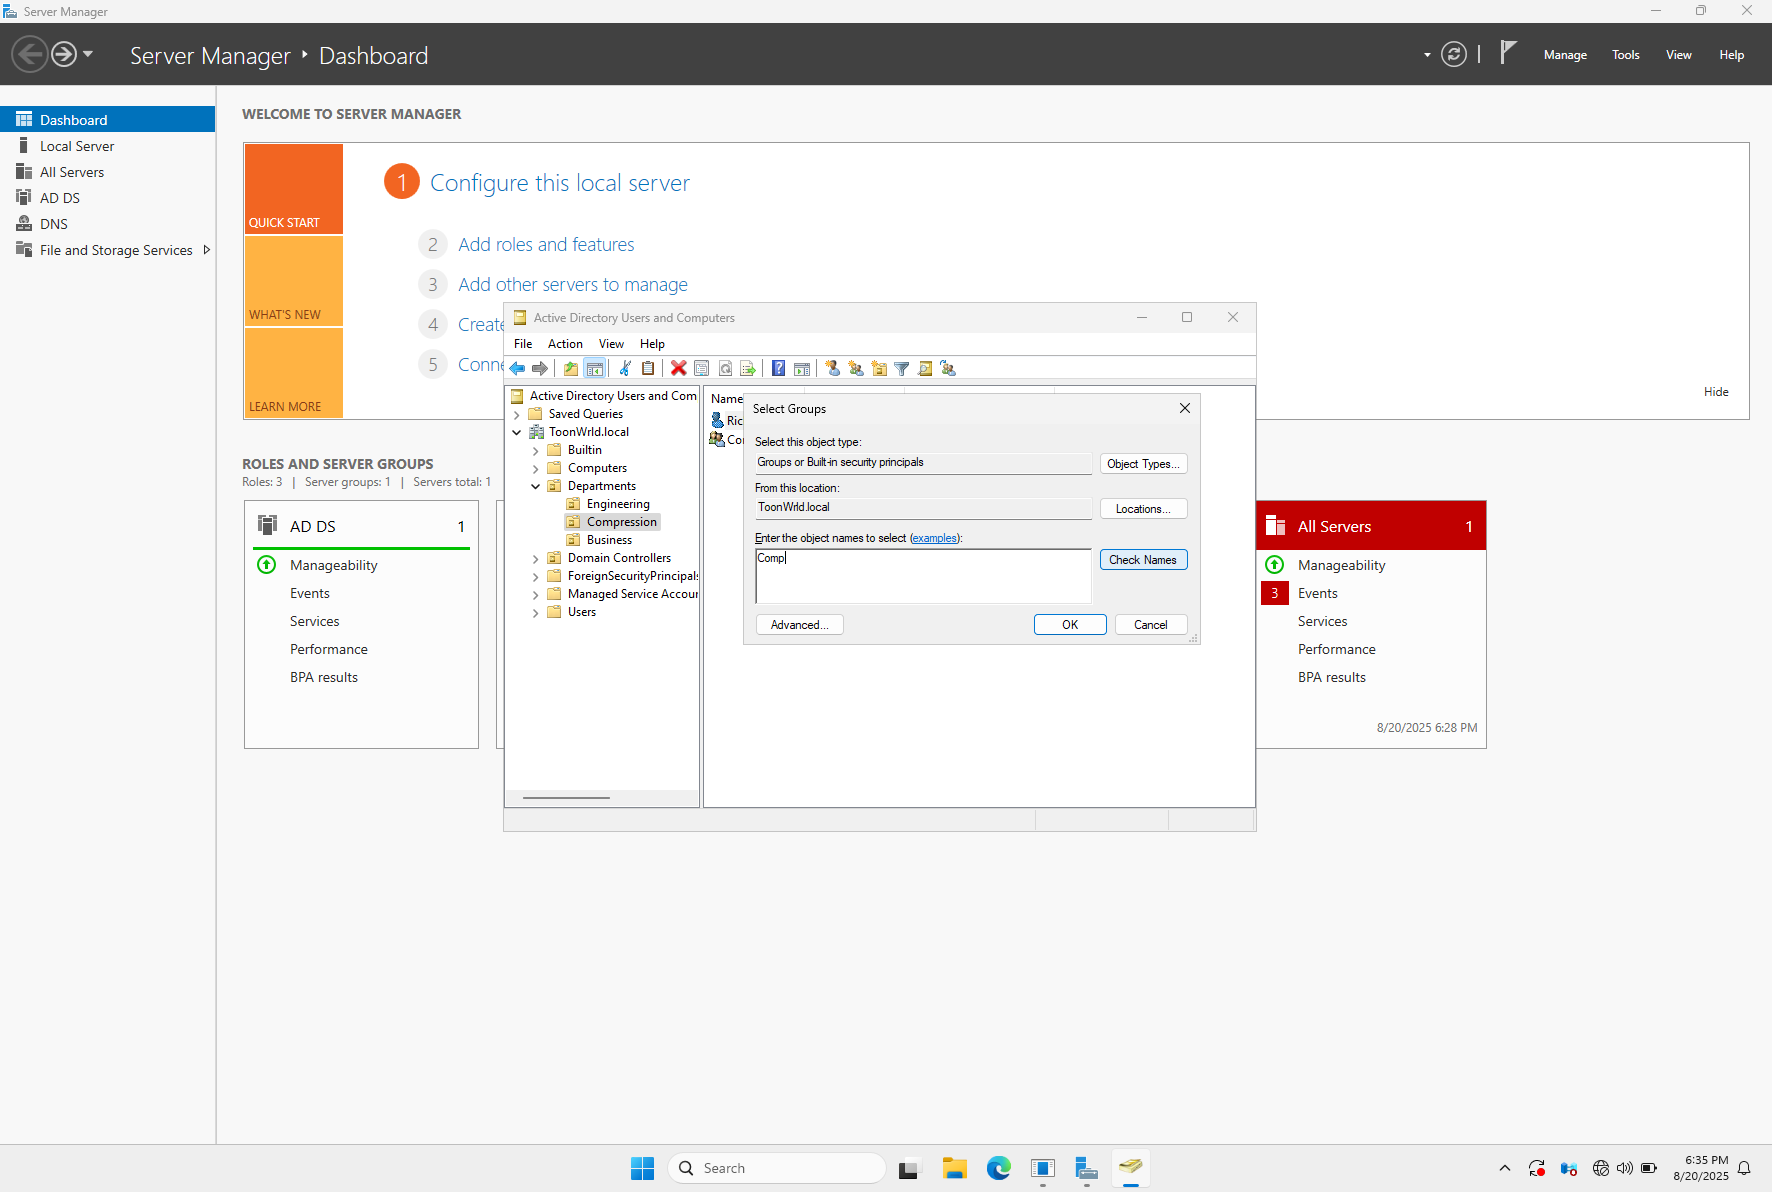 Server Manager
Server Manager ‣ Dashboard
Manage Tools View Help
Dashboard
Local Server
All Servers
AD DS
DNS
File and Storage Services
WELCOME TO SERVER MANAGER
QUICK START
WHAT'S NEW
LEARN MORE
1 Configure this local server
2 Add roles and features
3 Add other servers to manage
4 Create
5 Conne
Hide
ROLES AND SERVER GROUPS
Roles: 3 | Server groups: 1 | Servers total: 1
AD DS 1
Manageability
Events
Services
Performance
BPA results
Active Directory Users and Computers
File Action View Help
Active Directory Users and Com
Saved Queries
ToonWrld.local
Builtin
Computers
Departments
Engineering
Compression
Business
Domain Controllers
ForeignSecurityPrincipals
Managed Service Accour
Users
Name
Ric
Co
Select Groups
Select this object type:
Groups or Built-in security principals
Object Types...
From this location:
ToonWrld.local
Locations...
Enter the object names to select (examples):
Comp
Check Names
Advanced...
OK
Cancel
All Servers 1
Manageability
3 Events
Services
Performance
BPA results
8/20/2025 6:28 PM
Search
6:35 PM
8/20/2025